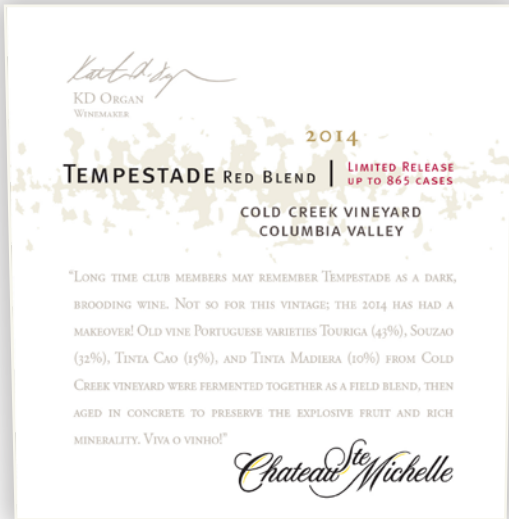 KD Organ
Winemaker
2014
Tempestade Red Blend | Limited Release
up to 865 cases
COLD CREEK VINEYARD
COLUMBIA VALLEY
“Long time club members may remember Tempestade as a dark,
brooding wine. Not so for this vintage; the 2014 has had a
makeover! Old vine Portuguese varieties Touriga (43%), Souzao
(32%), Tinta Cao (15%), and Tinta Madiera (10%) from Cold
Creek vineyard were fermented together as a field blend, then
aged in concrete to preserve the explosive fruit and rich
minerality. Viva o vinho!”
Chateau Ste Michelle